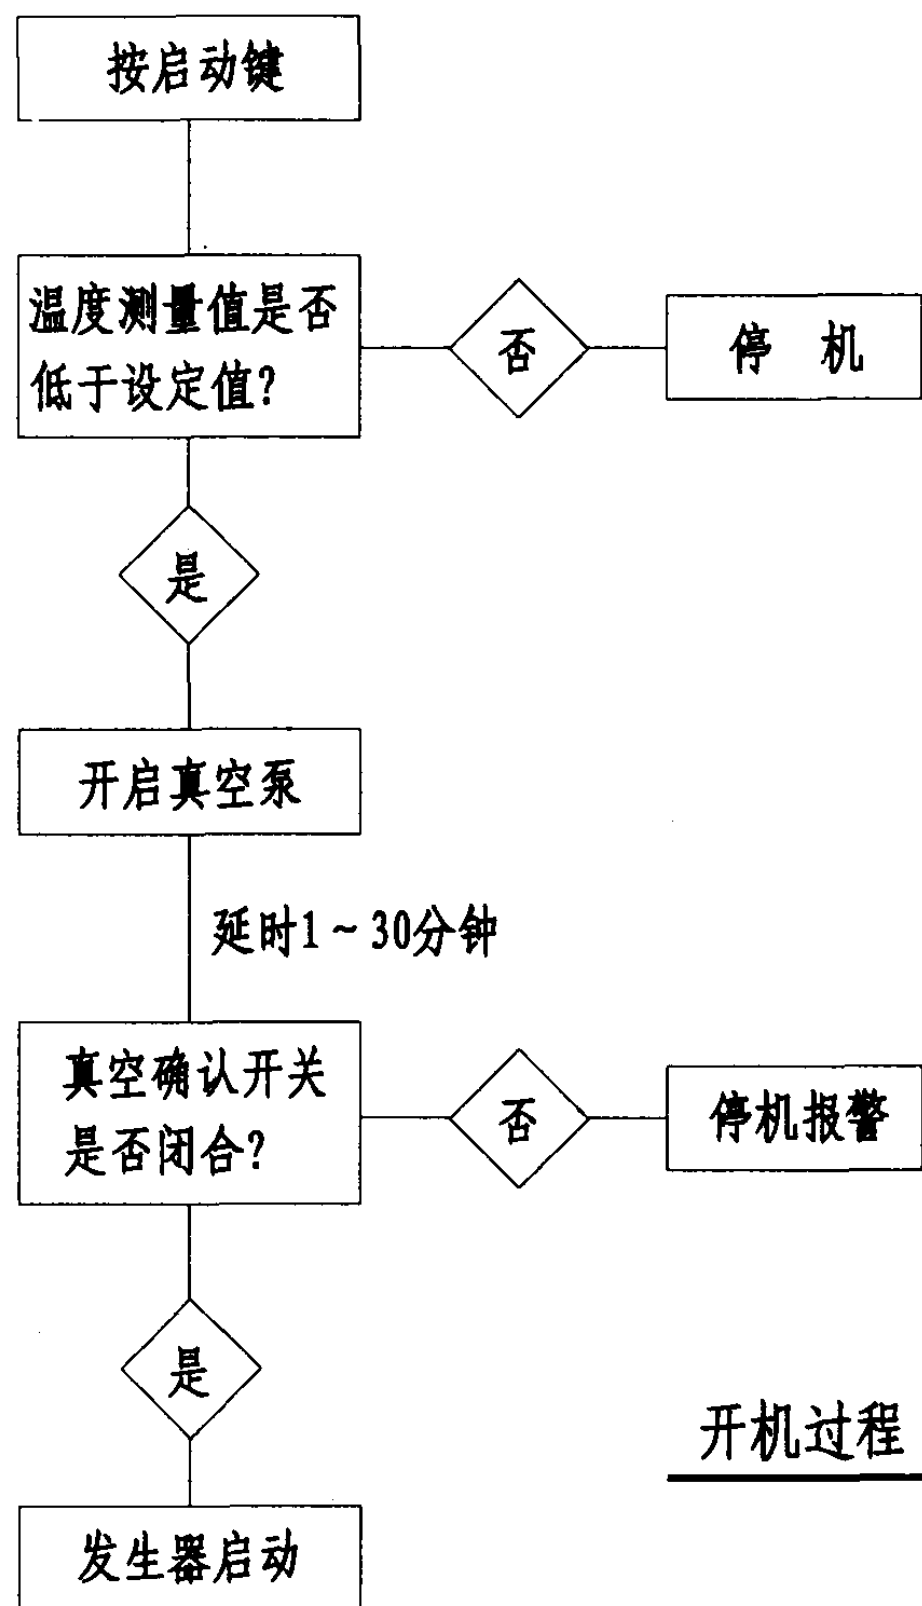 按启动键
温度测量值是否
低于设定值?
否
停 机
是
开启真空泵
延时1～30分钟
真空确认开关
是否闭合?
否
停机报警
是
开机过程
发生器启动